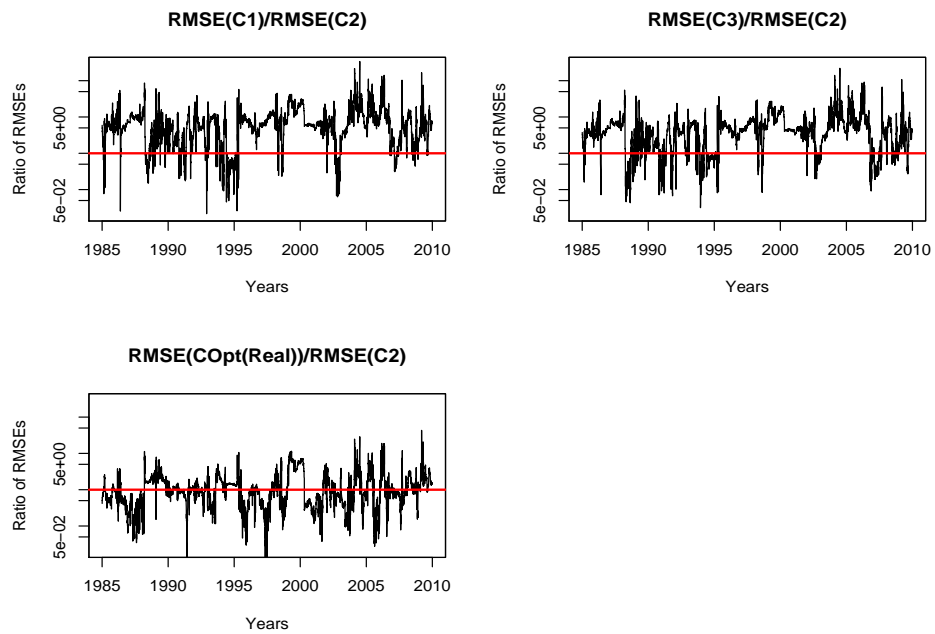 RMSE(C1)/RMSE(C2)
Ratio of RMSEs
5e−02 5e+00
1985 1990 1995 2000 2005 2010
Years
RMSE(C3)/RMSE(C2)
Ratio of RMSEs
5e−02 5e+00
1985 1990 1995 2000 2005 2010
Years
RMSE(COpt(Real))/RMSE(C2)
Ratio of RMSEs
5e−02 5e+00
1985 1990 1995 2000 2005 2010
Years